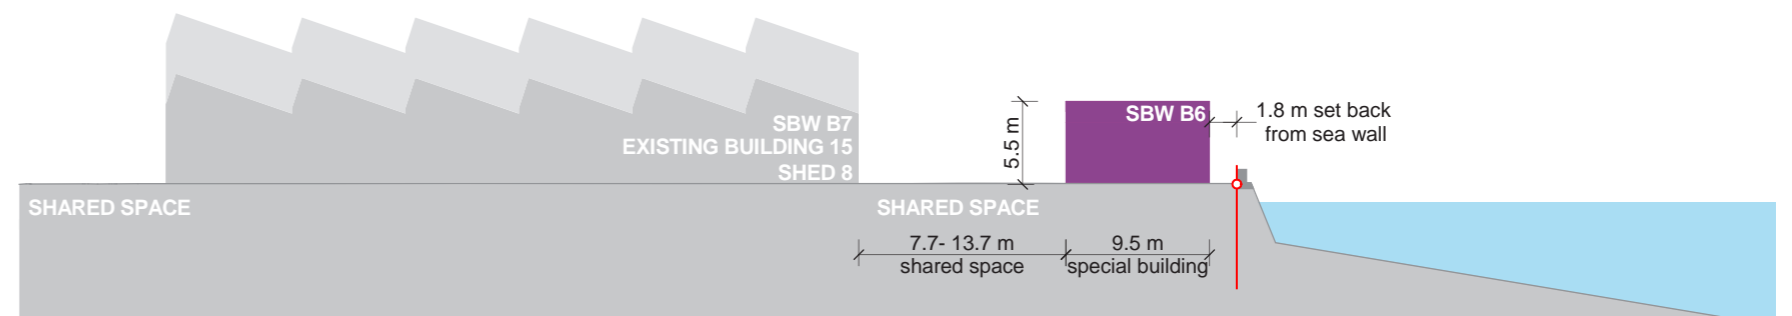 SBW B7
EXISTING BUILDING 15
SHED 8
5.5 m
SBW B6
1.8 m set back
from sea wall
SHARED SPACE
SHARED SPACE
7.7- 13.7 m
shared space
9.5 m
special building